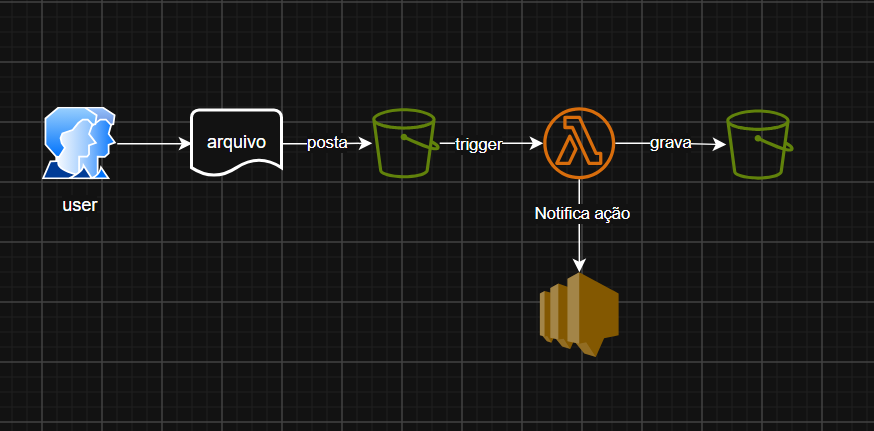 arquivo
posta
trigger
grava
user
Notifica ação